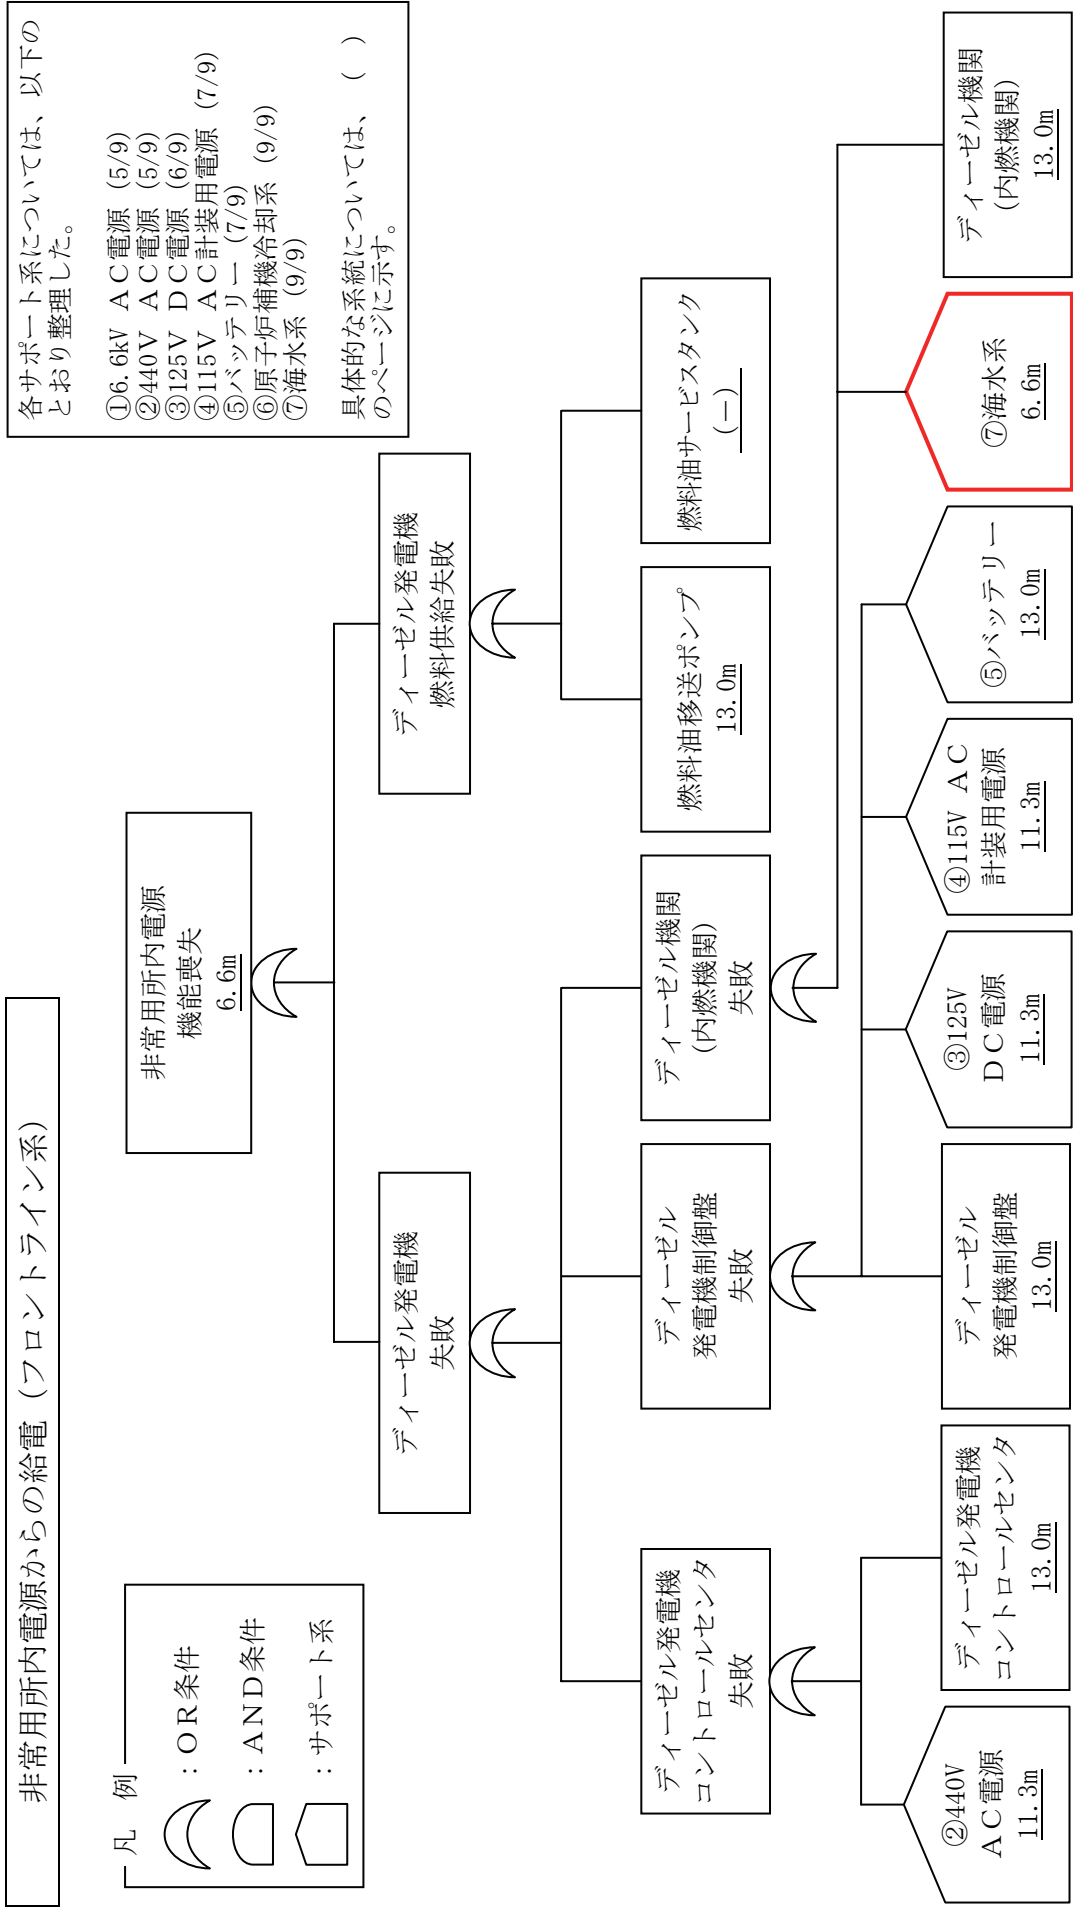 非常用所内電源からの給電（フロントライン系）
凡　例
：ＯＲ条件
：ＡＮＤ条件
：サポート系
各サポート系については、以下の
とおり整理した。
①6.6kV ＡＣ電源（5/9）
②440V ＡＣ電源（5/9）
③125V ＤＣ電源（6/9）
④115V ＡＣ計装用電源（7/9）
⑤バッテリー（7/9）
⑥原子炉補機冷却系（9/9）
⑦海水系（9/9）
具体的な系統については、（　）
のページに示す。
非常用所内電源
機能喪失
6.6m
ディーゼル発電機
失敗
ディーゼル発電機
燃料供給失敗
ディーゼル発電機
コントロールセンタ
失敗
ディーゼル
発電機制御盤
失敗
ディーゼル機関
(内燃機関)
失敗
燃料油移送ポンプ
13.0m
燃料油サービスタンク
(－)
②440V
ＡＣ電源
11.3m
ディーゼル発電機
コントロールセンタ
13.0m
ディーゼル
発電機制御盤
13.0m
③125V
ＤＣ電源
11.3m
④115V ＡＣ
計装用電源
11.3m
⑤バッテリー
13.0m
⑦海水系
6.6m
ディーゼル機関
(内燃機関)
13.0m